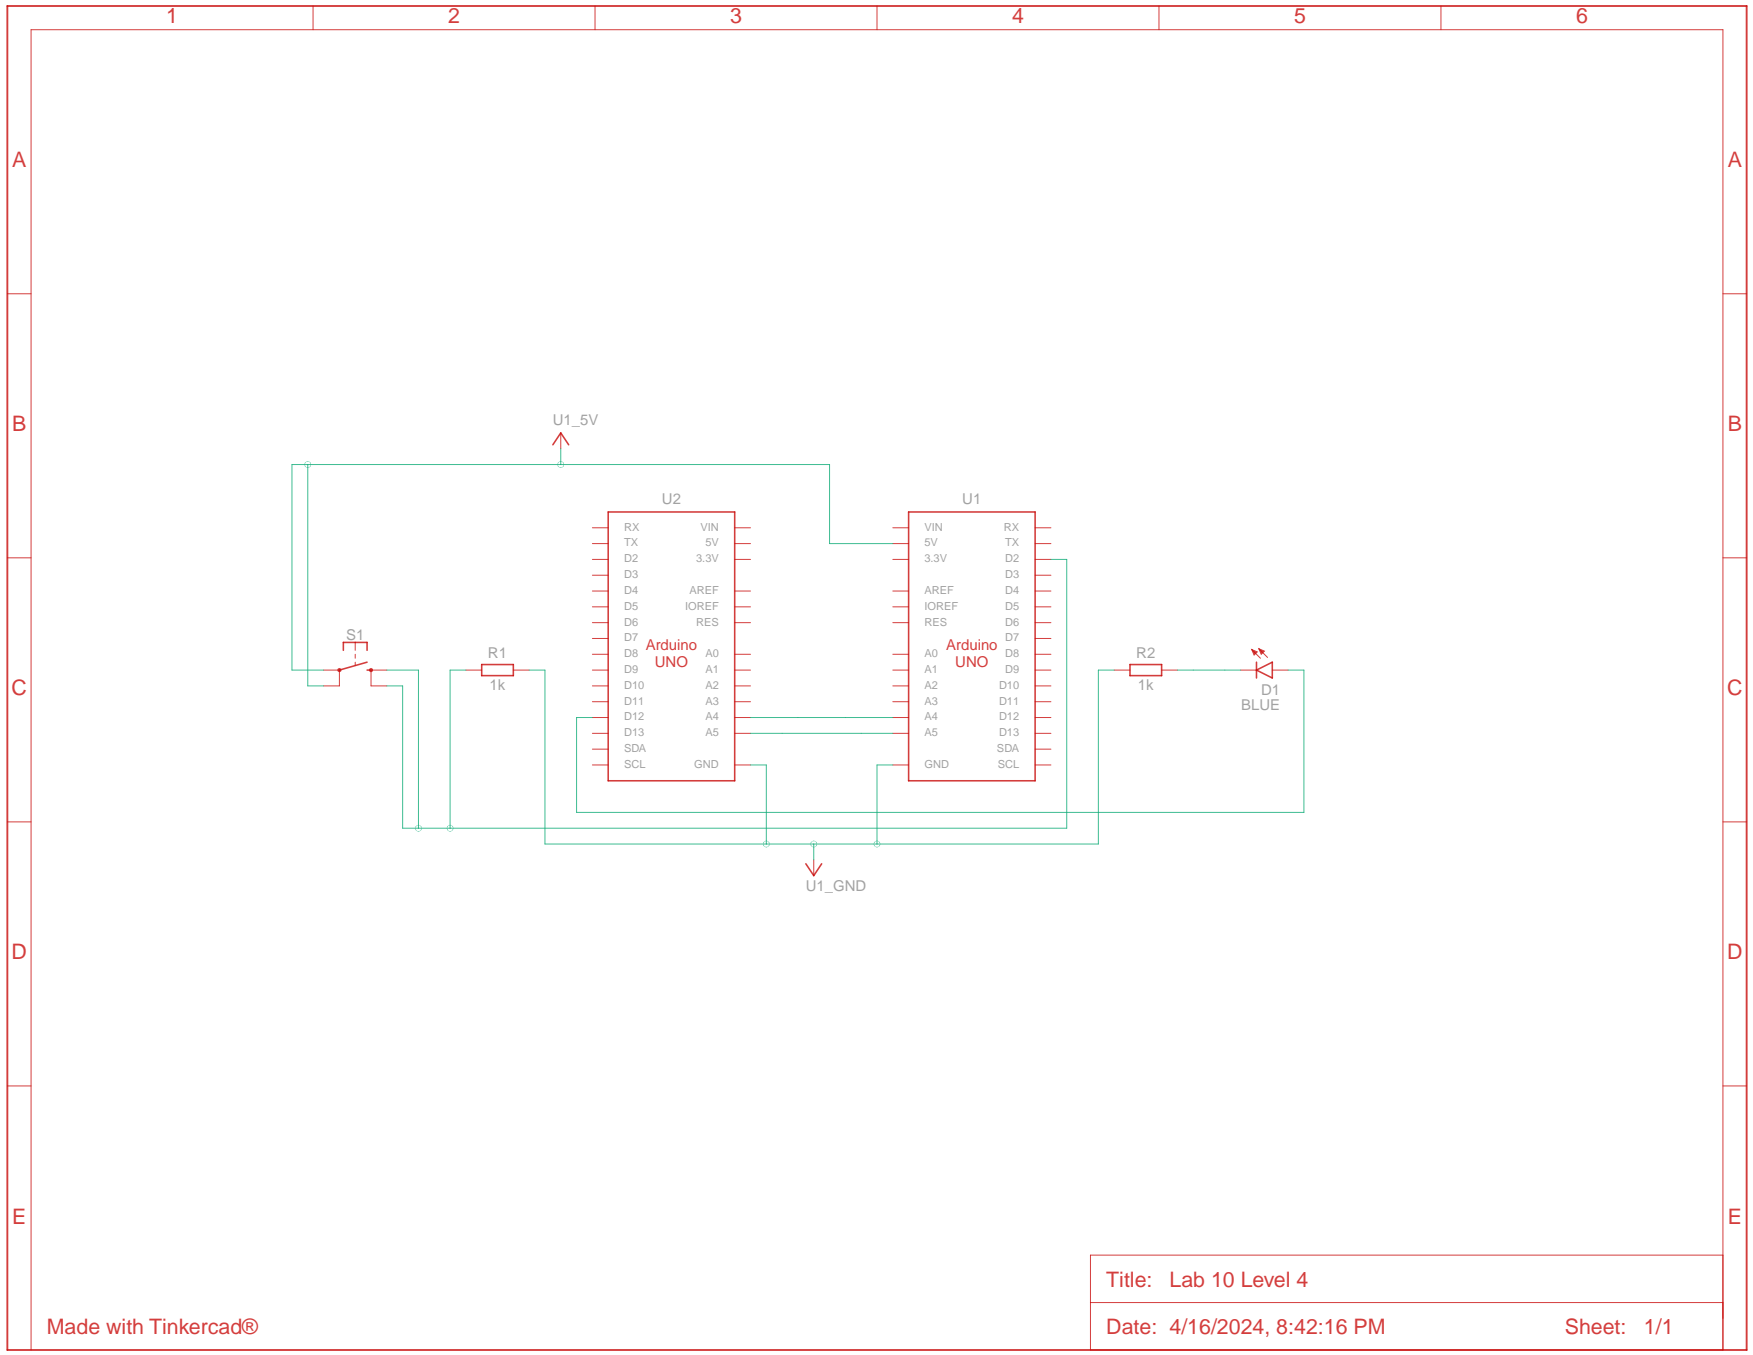 1 2 3 4 5 6
A A
B B
U1_5V
U2 U1
RX VIN VIN RX
TX 5V 5V TX
D2 3.3V 3.3V D2
D3 D3
D4 AREF AREF D4
D5 IOREF IOREF D5
D6 RES RES D6
D7 D7
Arduino Arduino
UNO UNO
D8 A0 A0 D8
D9 A1 A1 D9
D10 A2 A2 D10
D11 A3 A3 D11
D12 A4 A4 D12
D13 A5 A5 D13
SDA SDA
SCL GND GND SCL
S1
R1
1k
R2
1k
D1
BLUE
C C
U1_GND
D D
E E
Title: Lab 10 Level 4
Date: 4/16/2024, 8:42:16 PM Sheet: 1/1
Made with Tinkercad®